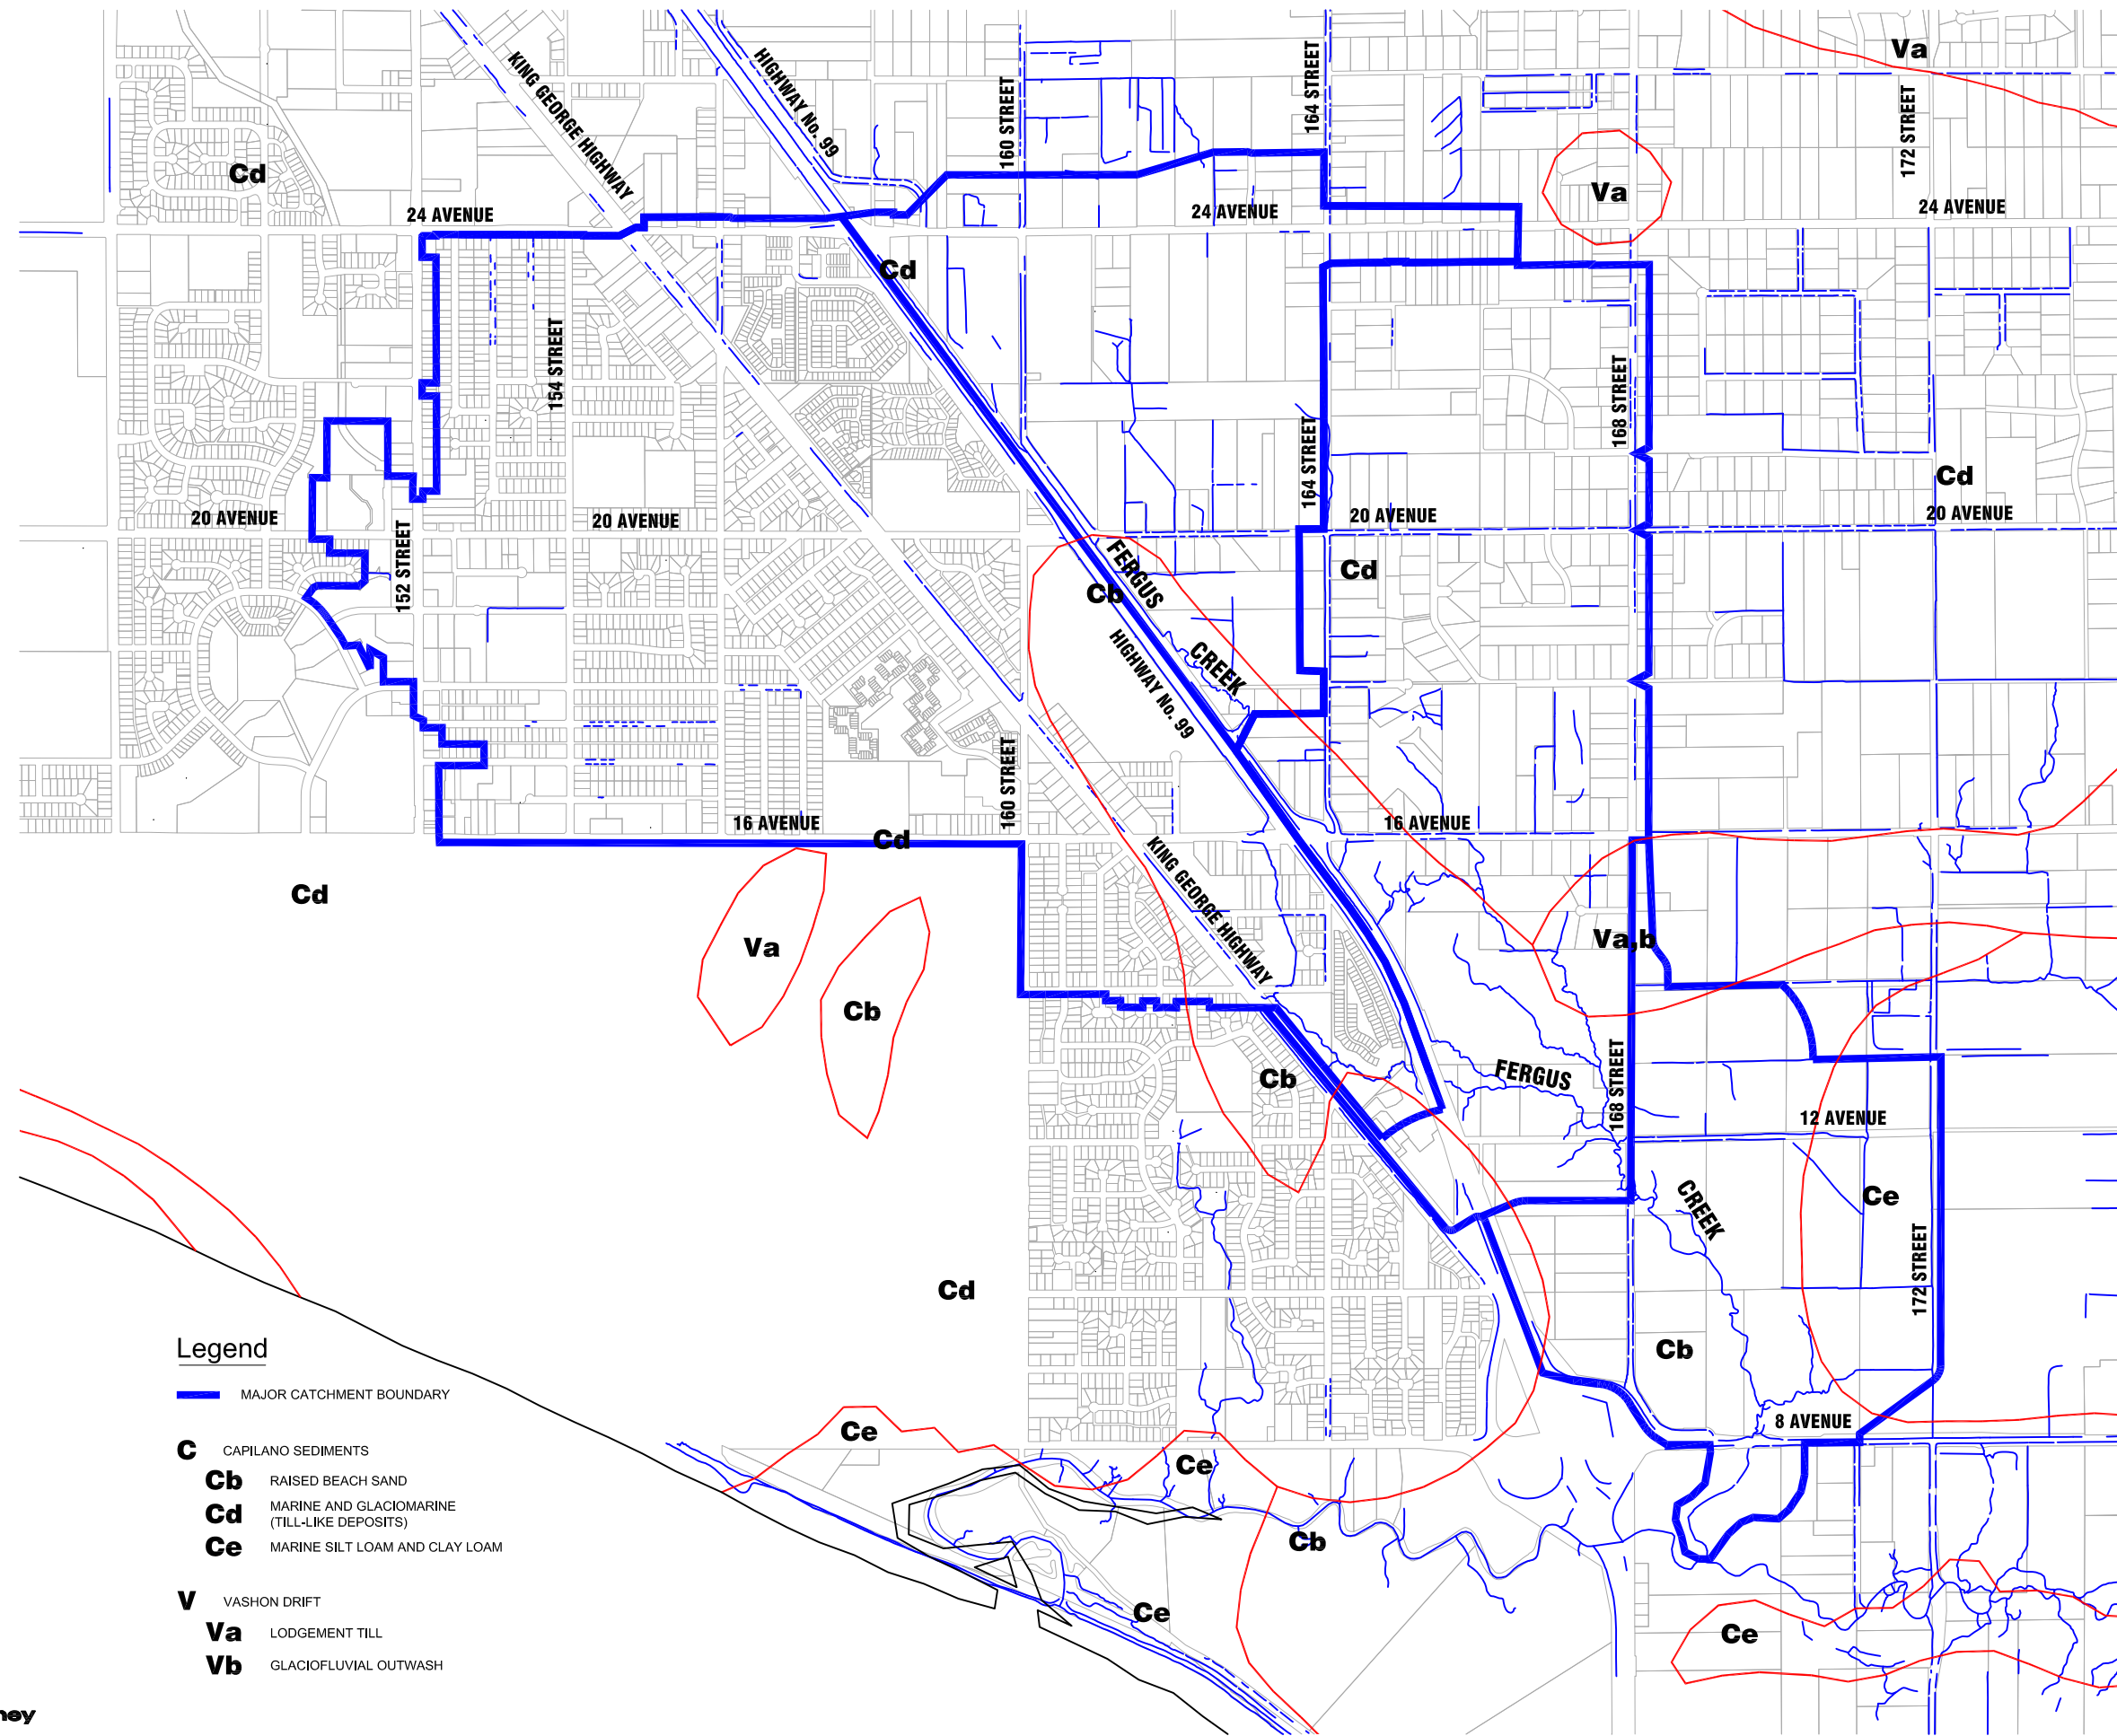 Va
KING GEORGE HIGHWAY
HIGHWAY No. 99
160 STREET
164 STREET
172 STREET
Cd
Va
24 AVENUE
24 AVENUE
24 AVENUE
Cd
154 STREET
168 STREET
164 STREET
Cd
20 AVENUE
20 AVENUE
20 AVENUE
20 AVENUE
152 STREET
FERGUS
CREEK
Cb
Cd
HIGHWAY No. 99
160 STREET
16 AVENUE
16 AVENUE
Cd
Cd
KING GEORGE HIGHWAY
Va
Va,b
Cb
Cb
FERGUS
168 STREET
12 AVENUE
CREEK
Ce
172 STREET
Cd
Cb
8 AVENUE
Ce
Ce
Cb
Ce
Ce
Legend
MAJOR CATCHMENT BOUNDARY
C CAPILANO SEDIMENTS
Cb RAISED BEACH SAND
Cd MARINE AND GLACIOMARINE
(TILL-LIKE DEPOSITS)
Ce MARINE SILT LOAM AND CLAY LOAM
V VASHON DRIFT
Va LODGEMENT TILL
Vb GLACIOFLUVIAL OUTWASH